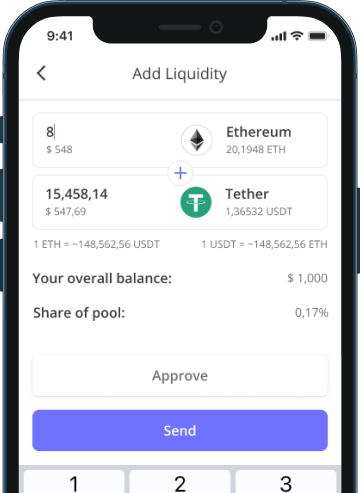 9:41
Add Liquidity
8 Ethereum
$ 548 20,1948 ETH
+
15,458,14 Tether
$ 547,69 1,36532 USDT
1 ETH = ~148,562,56 USDT 1 USDT = ~148,562,56 ETH
Your overall balance: $ 1,000
Share of pool: 0,17%
Approve
Send
1 2 3